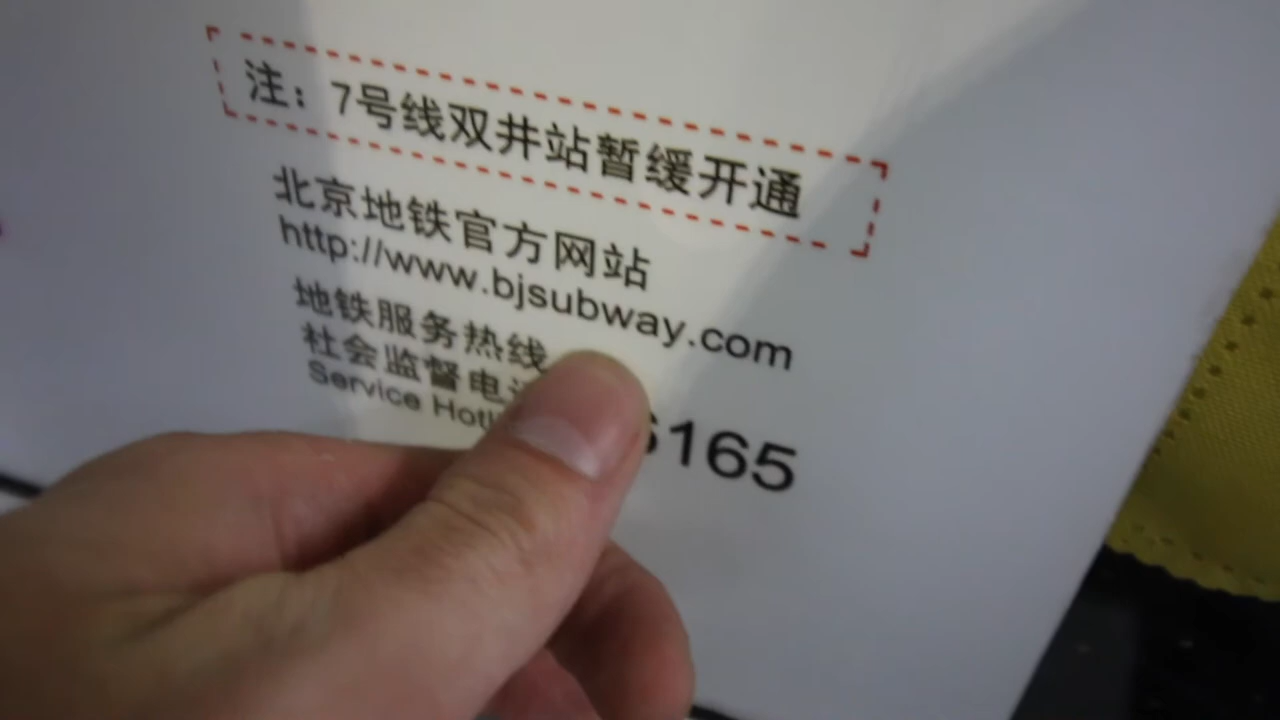 注：7号线双井站暂缓开通
北京地铁官方网站
http://www.bjsubway.com
地铁服务热线
社会监督电
Service
165